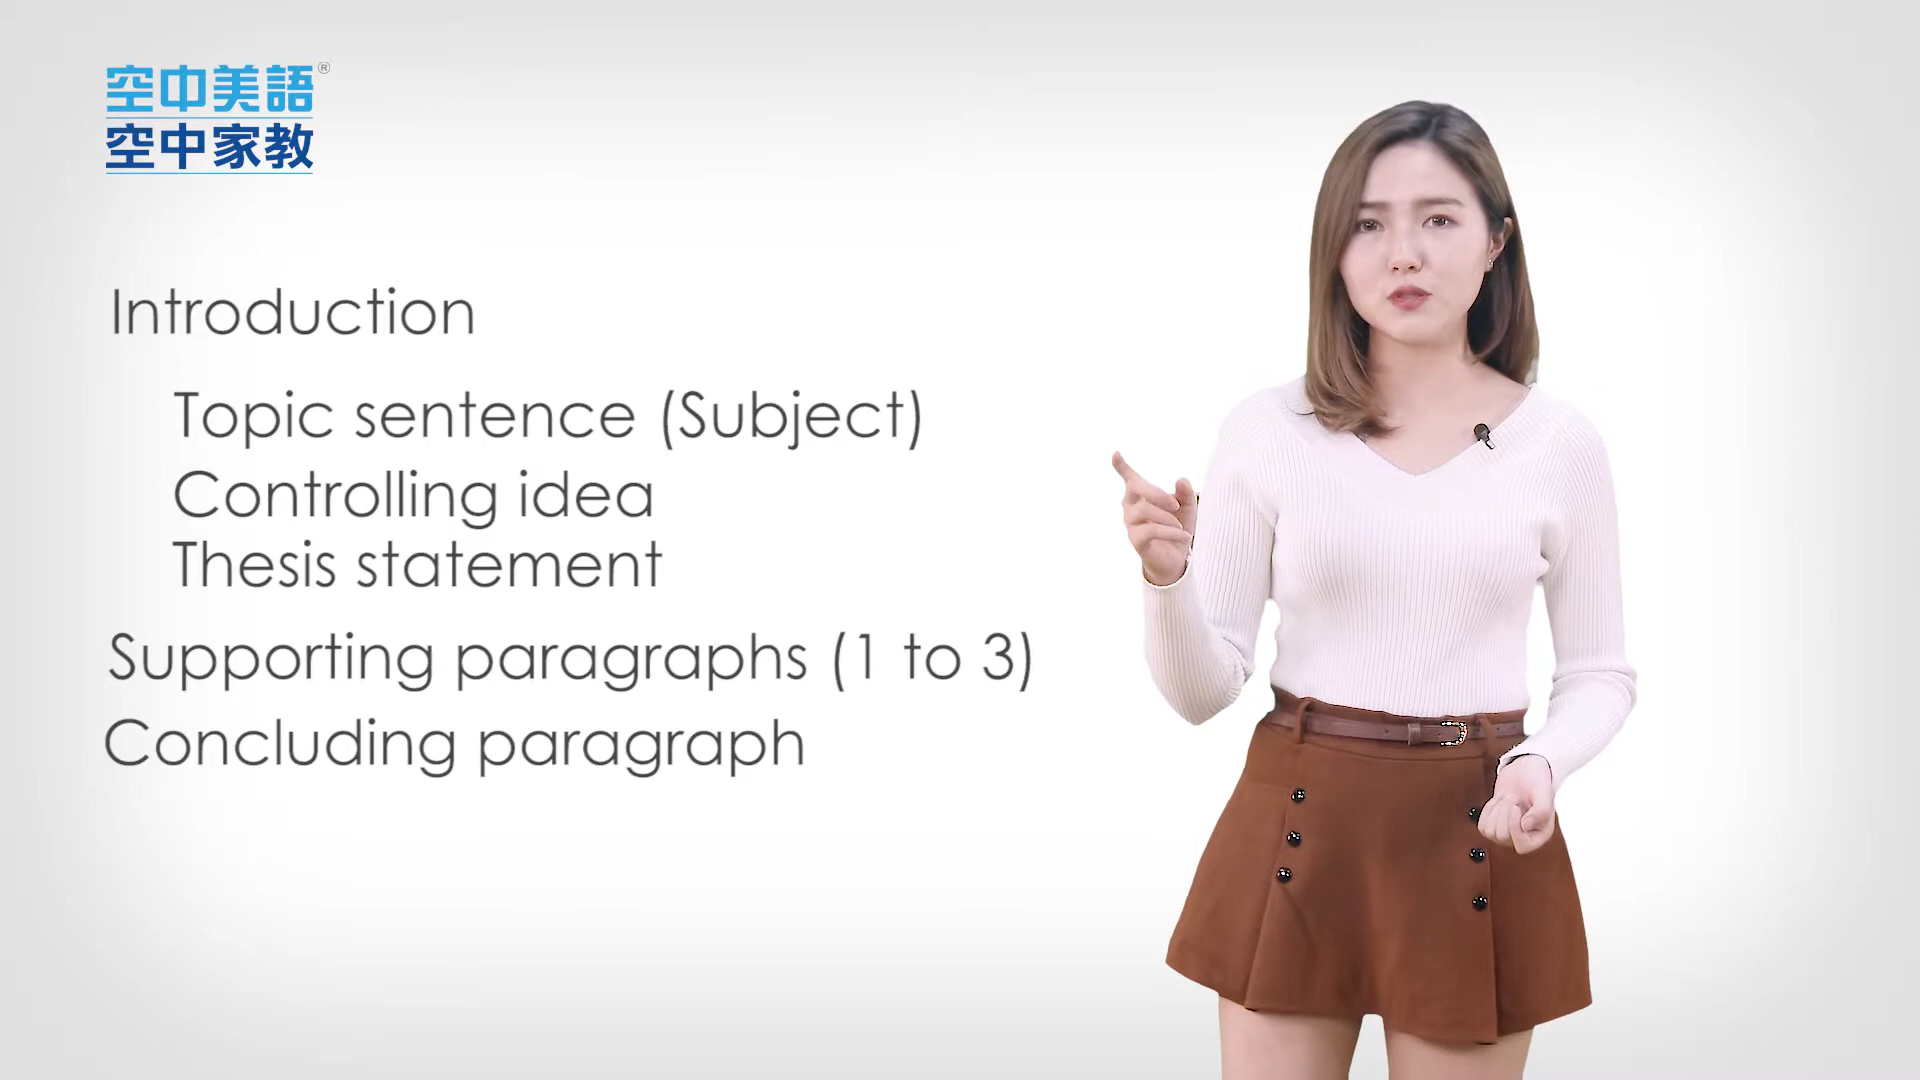 空中美語®
空中家教
Introduction
Topic sentence (Subject)
Controlling idea
Thesis statement
Supporting paragraphs (1 to 3)
Concluding paragraph